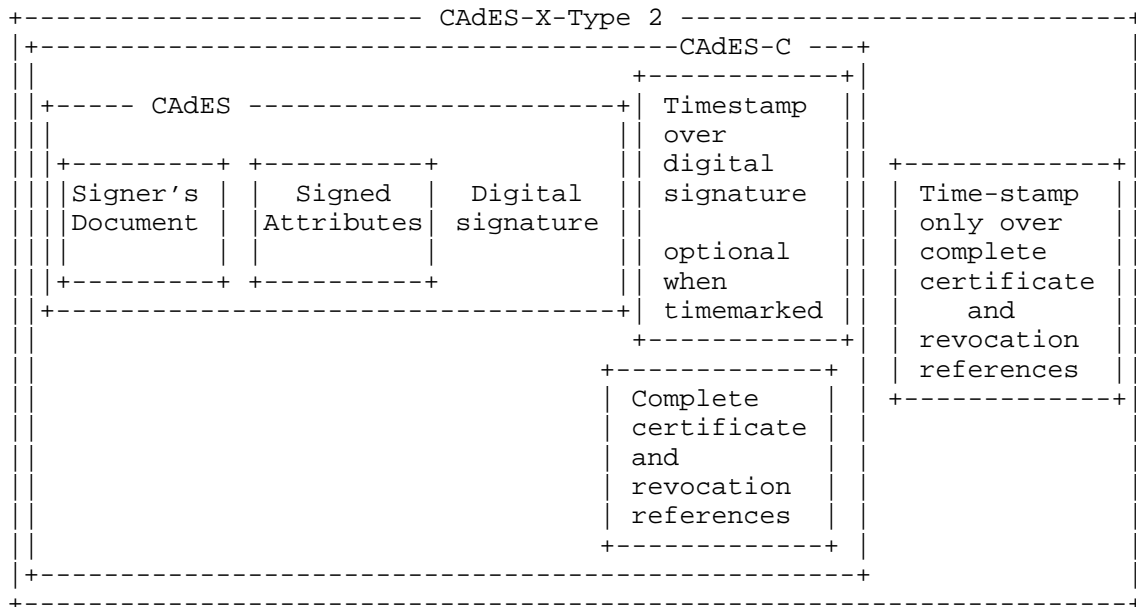 CAdES-X-Type 2
CAdES-C
CAdES
Timestamp
over
digital
signature
optional
when
timemarked
Signer's
Document
Signed
Attributes
Digital
signature
Time-stamp
only over
complete
certificate
and
revocation
references
Complete
certificate
and
revocation
references